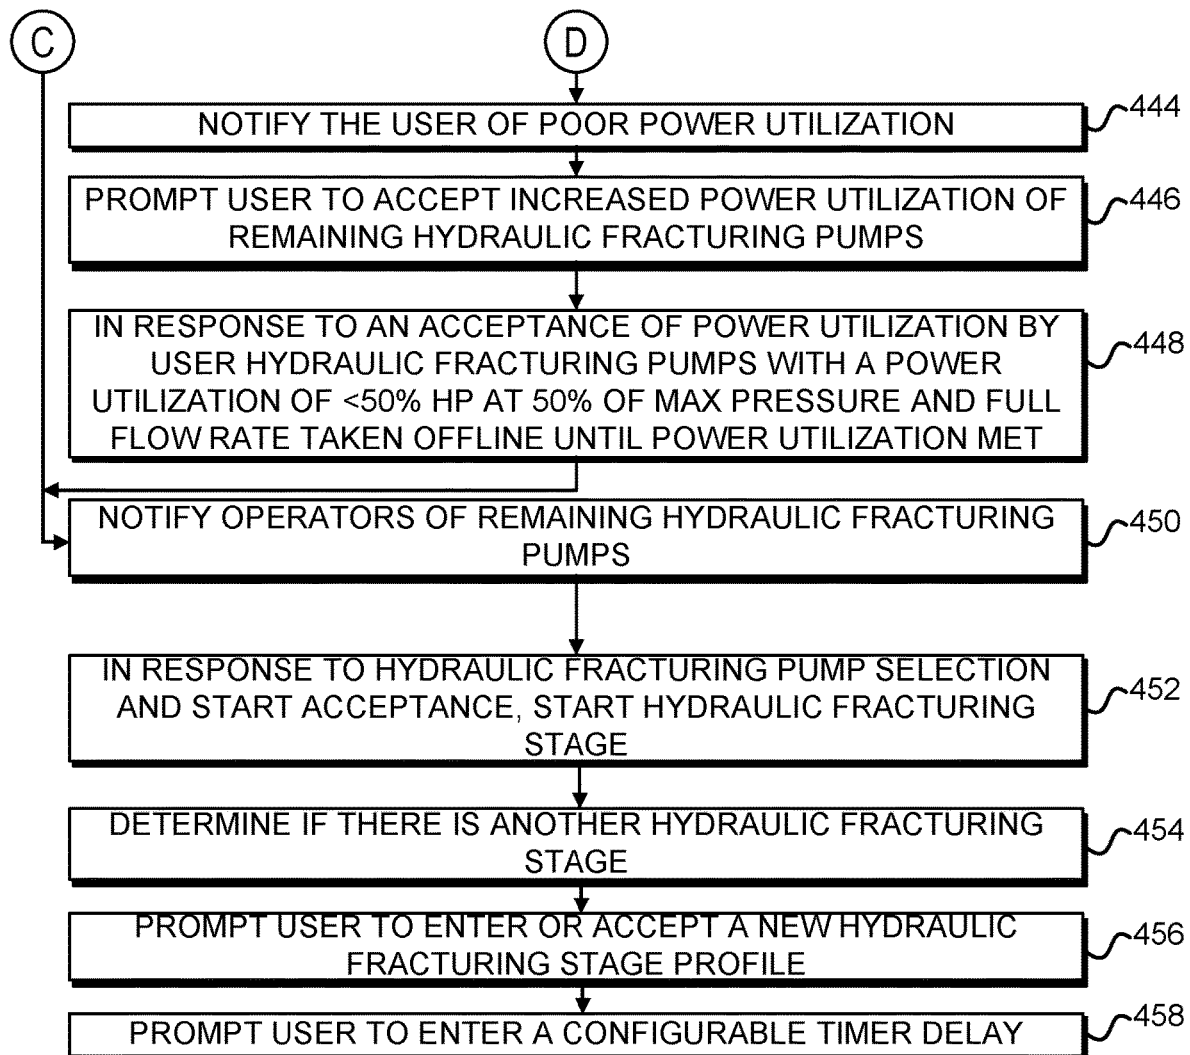 C
D
NOTIFY THE USER OF POOR POWER UTILIZATION
444
PROMPT USER TO ACCEPT INCREASED POWER UTILIZATION OF
REMAINING HYDRAULIC FRACTURING PUMPS
446
IN RESPONSE TO AN ACCEPTANCE OF POWER UTILIZATION BY
USER HYDRAULIC FRACTURING PUMPS WITH A POWER
UTILIZATION OF <50% HP AT 50% OF MAX PRESSURE AND FULL
FLOW RATE TAKEN OFFLINE UNTIL POWER UTILIZATION MET
448
NOTIFY OPERATORS OF REMAINING HYDRAULIC FRACTURING
PUMPS
450
IN RESPONSE TO HYDRAULIC FRACTURING PUMP SELECTION
AND START ACCEPTANCE, START HYDRAULIC FRACTURING
STAGE
452
DETERMINE IF THERE IS ANOTHER HYDRAULIC FRACTURING
STAGE
454
PROMPT USER TO ENTER OR ACCEPT A NEW HYDRAULIC
FRACTURING STAGE PROFILE
456
PROMPT USER TO ENTER A CONFIGURABLE TIMER DELAY
458